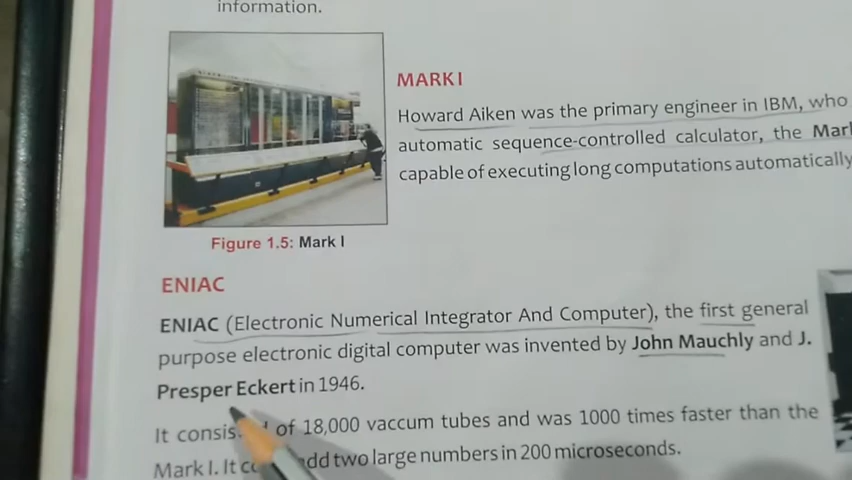 information.
MARK I
Howard Aiken was the primary engineer in IBM, who
automatic sequence-controlled calculator, the Mark
capable of executing long computations automatically
Figure 1.5: Mark I
ENIAC
ENIAC (Electronic Numerical Integrator And Computer), the first general
purpose electronic digital computer was invented by John Mauchly and J.
Presper Eckert in 1946.
It of 18,000 vaccum tubes and was 1000 times faster than the
Mark I. It two large numbers in 200 microseconds.